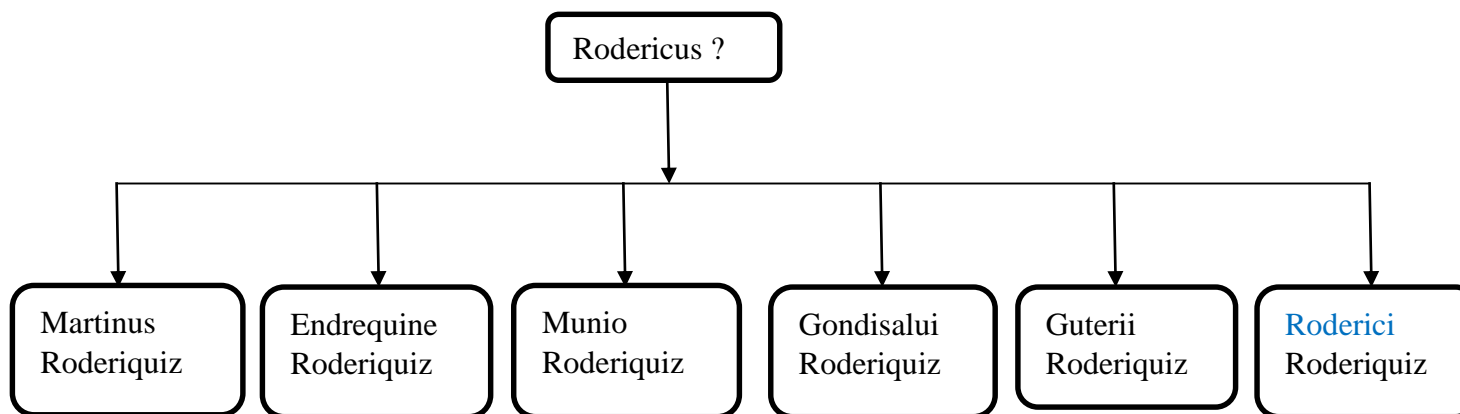 Rodericus ?
Martinus
Roderiquiz
Endrequine
Roderiquiz
Munio
Roderiquiz
Gondisalui
Roderiquiz
Guterii
Roderiquiz
Roderici
Roderiquiz